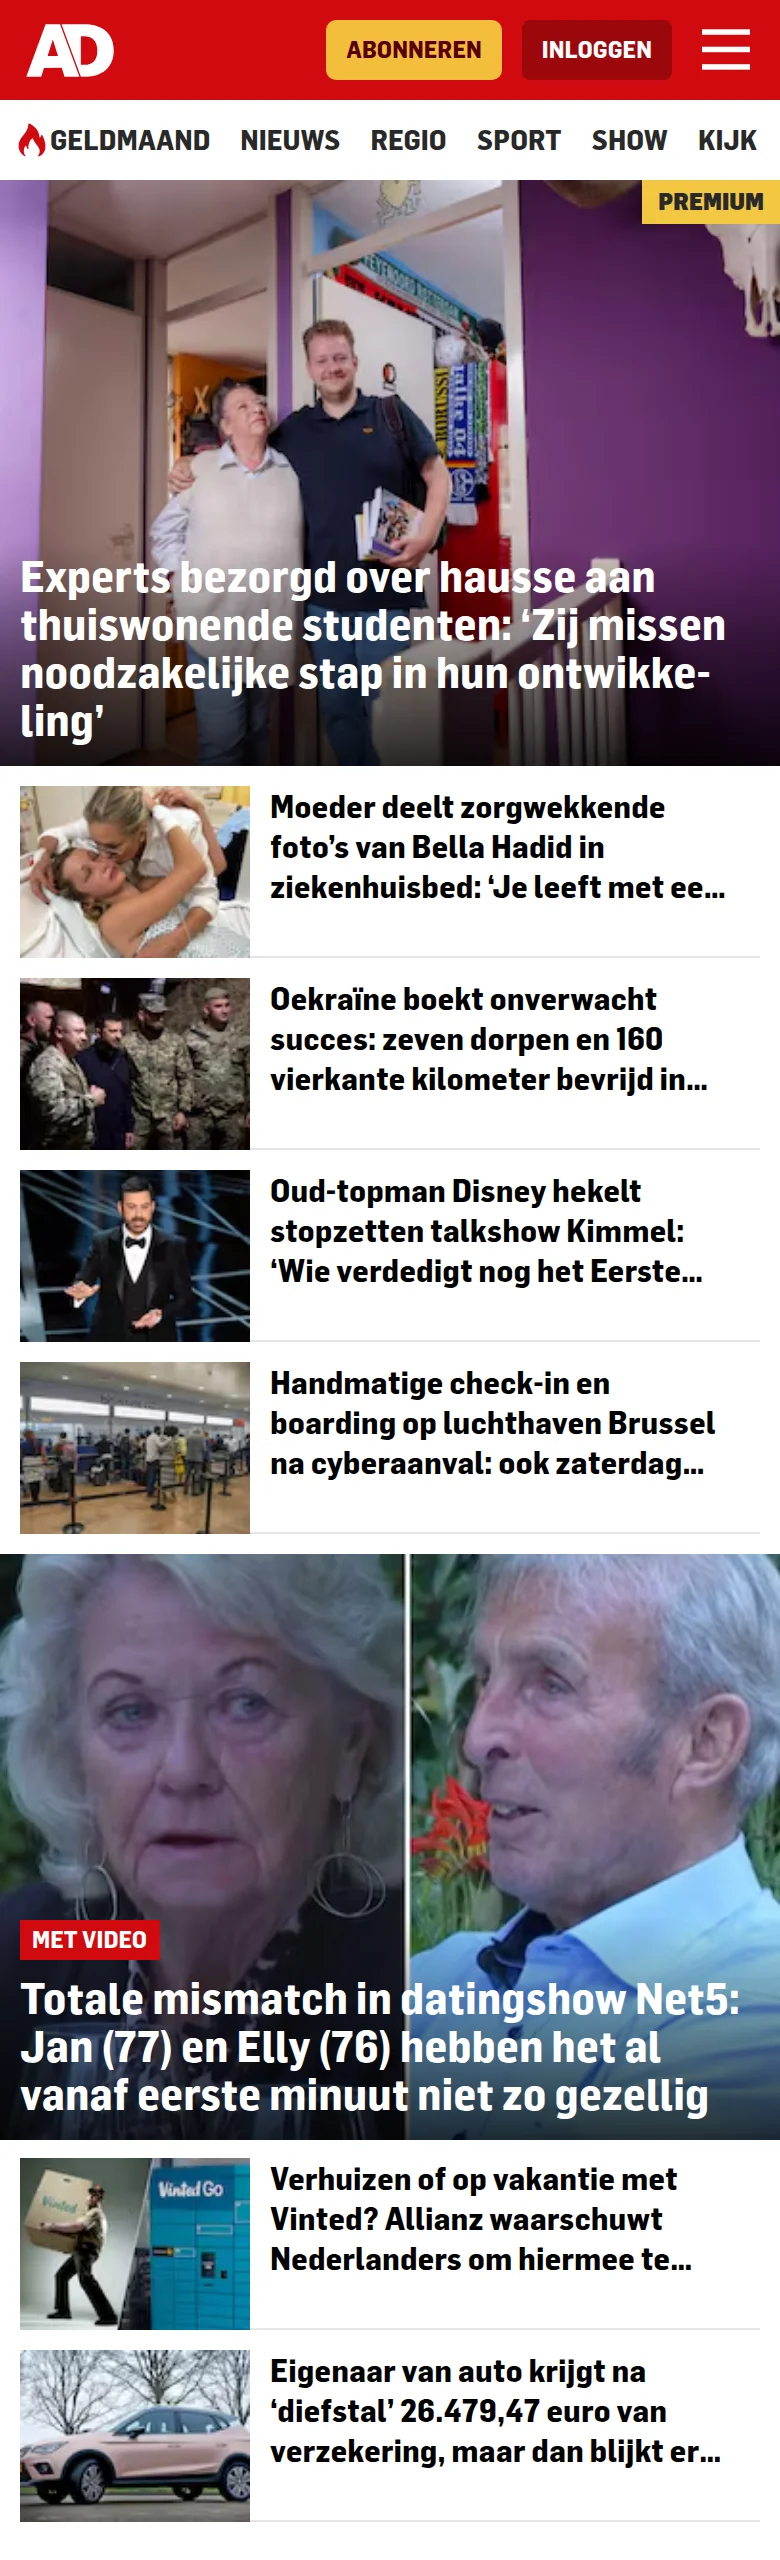 AD
ABONNEREN
INLOGGEN
GELDMAAND NIEUWS REGIO SPORT SHOW KIJK
PREMIUM
Experts bezorgd over hausse aan
thuiswonende studenten: ‘Zij missen
noodzakelijke stap in hun ontwikke-
ling’
Moeder deelt zorgwekkende
foto’s van Bella Hadid in
ziekenhuisbed: ‘Je leeft met ee...
Oekraïne boekt onverwacht
succes: zeven dorpen en 160
vierkante kilometer bevrijd in...
Oud-topman Disney hekelt
stopzetten talkshow Kimmel:
‘Wie verdedigt nog het Eerste...
Handmatige check-in en
boarding op luchthaven Brussel
na cyberaanval: ook zaterdag...
MET VIDEO
Totale mismatch in datingshow Net5:
Jan (77) en Elly (76) hebben het al
vanaf eerste minuut niet zo gezellig
Vinted
Vinted Go
Verhuizen of op vakantie met
Vinted? Allianz waarschuwt
Nederlanders om hiermee te...
Eigenaar van auto krijgt na
‘diefstal’ 26.479,47 euro van
verzekering, maar dan blijkt er...